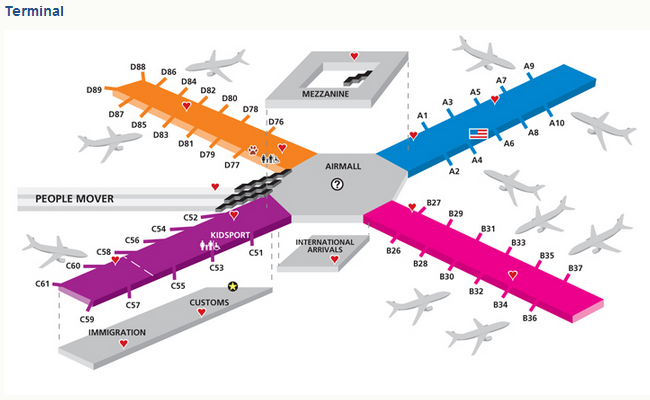 Terminal
D88
D86
D84
D82
D80
D78
D76
D89
D87
D85
D83
D81
D79
D77
MEZZANINE
A1
A3
A5
A7
A9
A2
A4
A6
A8
A10
AIRMALL
?
PEOPLE MOVER
C52
C54
C56
C58
C60
C61
C59
C57
C55
C53
C51
KIDSPORT
INTERNATIONAL
ARRIVALS
B27
B29
B31
B33
B35
B37
B26
B28
B30
B32
B34
B36
CUSTOMS
IMMIGRATION